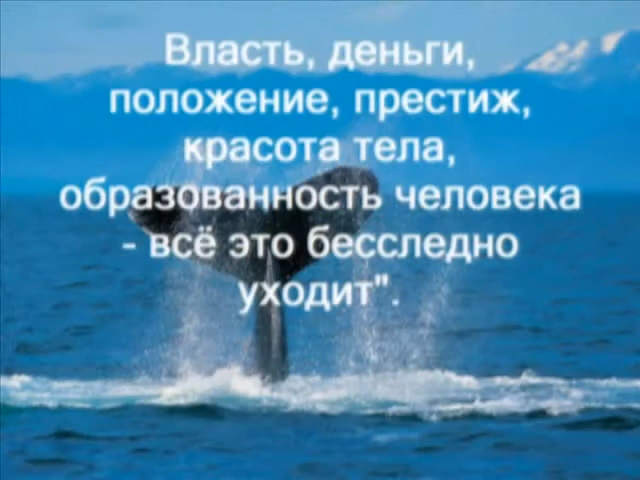 Власть, деньги,
положение, престиж,
красота тела,
образованность человека
- всё это бесследно
уходит".